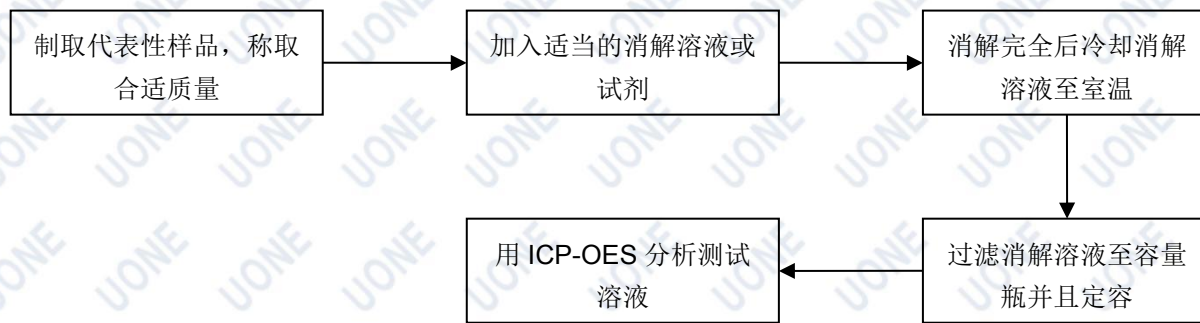 制取代表性样品，称取
合适质量
加入适当的消解溶液或
试剂
消解完全后冷却消解
溶液至室温
过滤消解溶液至容量
瓶并且定容
用 ICP-OES 分析测试
溶液